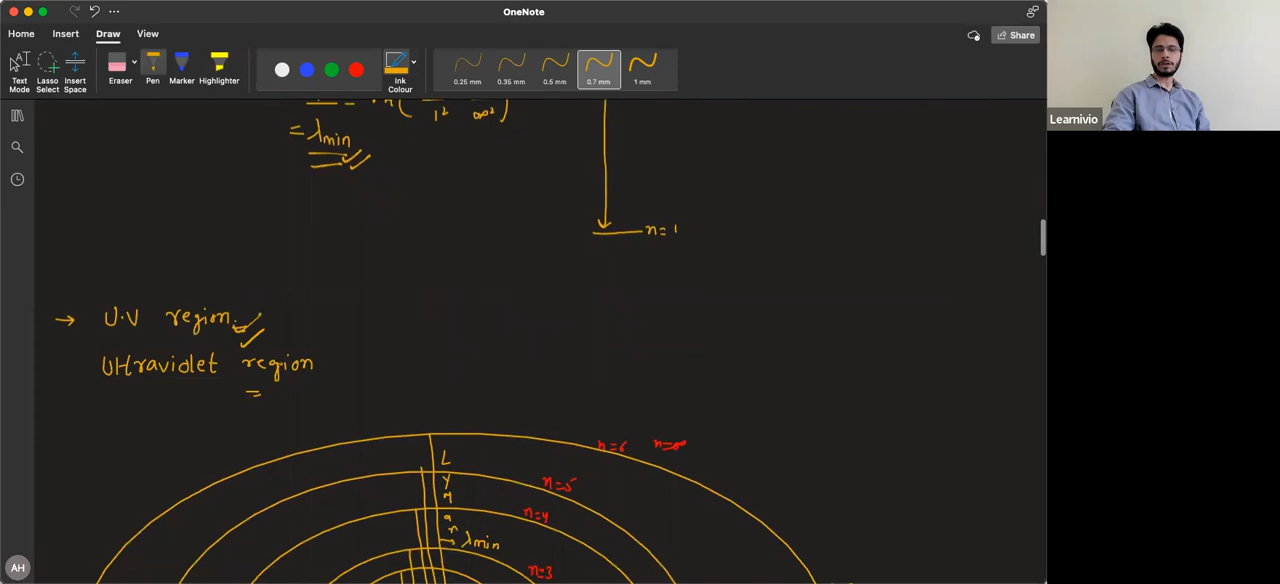 OneNote
Home Insert Draw View
Share
Text Mode
Lasso Select
Insert Space
Eraser
Pen
Marker
Highlighter
Ink Colour
0.25 mm
0.35 mm
0.5 mm
0.7 mm
1 mm
Learnivio
1² ∞²
= λmin
n=1
→ U.V region
Ultraviolet region
=
n=6 n=∞
L
y
m
a
n
n=5
n=4
→ λmin
n=3
AH